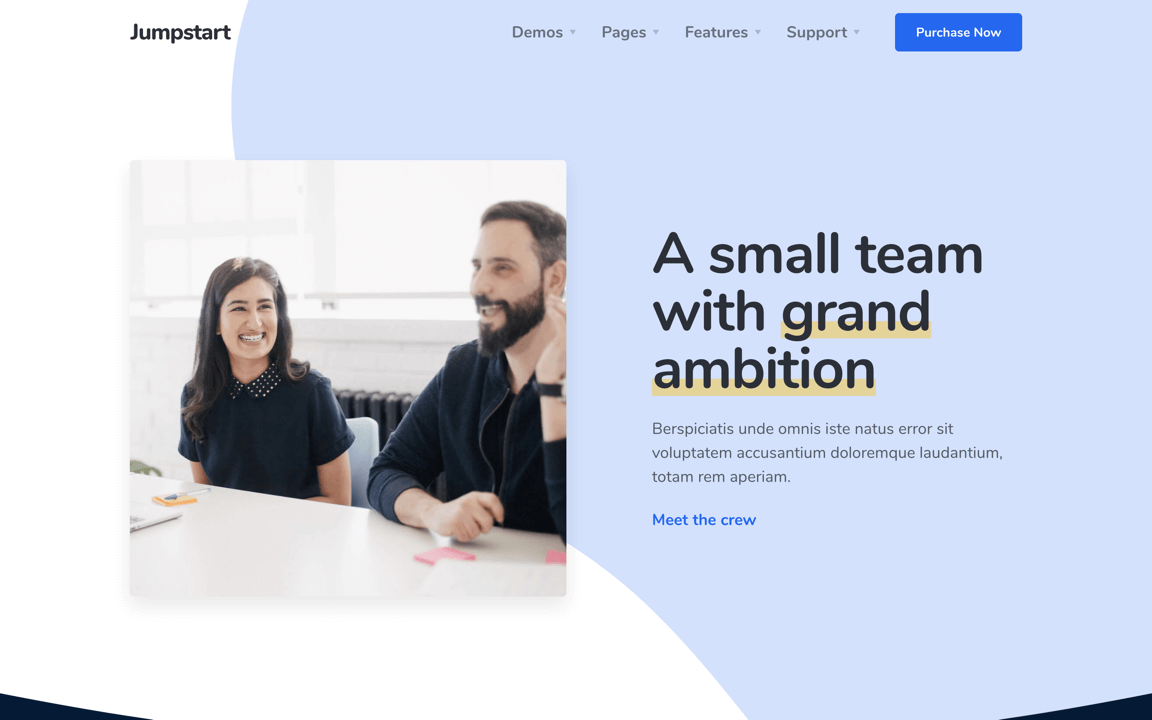 Jumpstart
Demos Pages Features Support Purchase Now
A small team
with grand
ambition
Berspiciatis unde omnis iste natus error sit
voluptatem accusantium doloremque laudantium,
totam rem aperiam.
Meet the crew